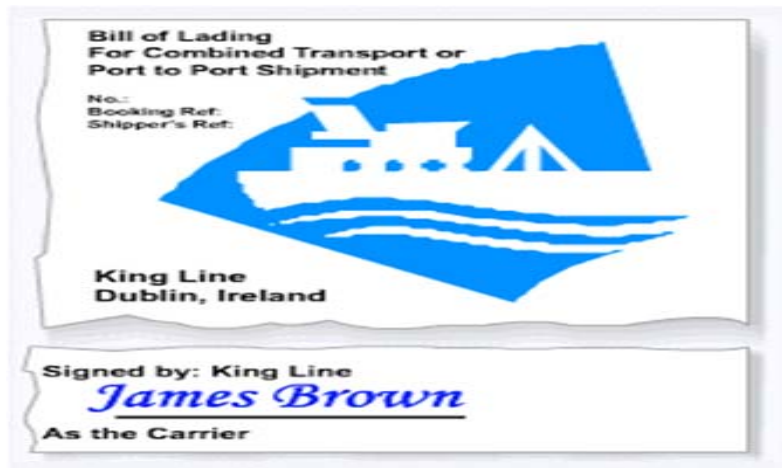 Bill of Lading
For Combined Transport or
Port to Port Shipment
No.:
Booking Ref:
Shipper's Ref:
King Line
Dublin, Ireland
Signed by: King Line
James Brown
As the Carrier